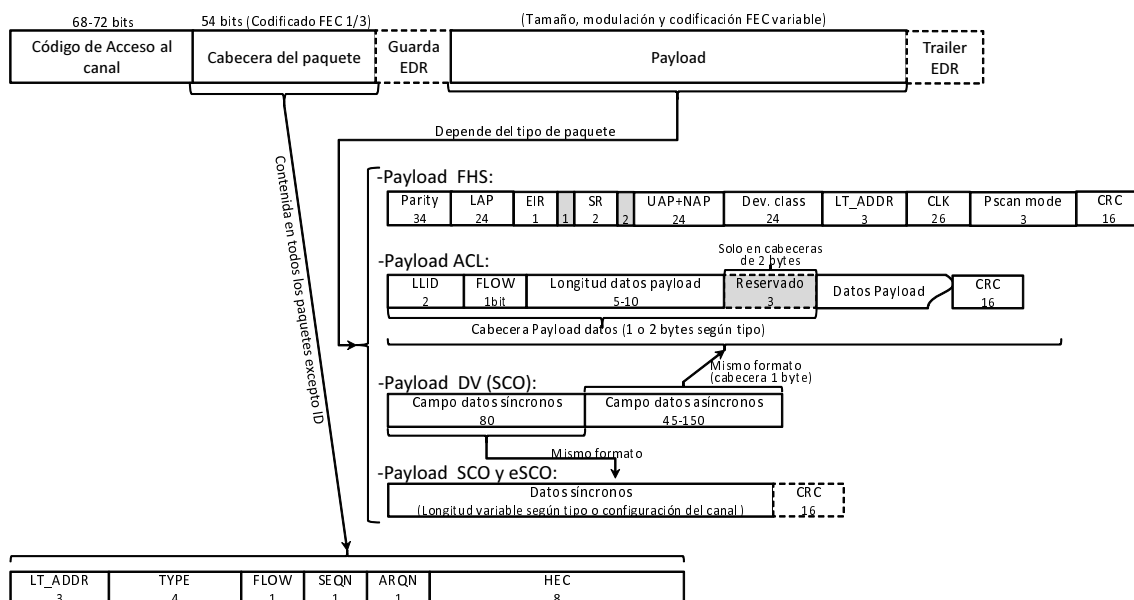 68-72 bits
54 bits (Codificado FEC 1/3)
(Tamaño, modulación y codificación FEC variable)
Código de Acceso al
canal
Cabecera del paquete
Guarda
EDR
Payload
Trailer
EDR
Depende del tipo de paquete
Contenida en todos los paquetes excepto ID
-Payload FHS:
Parity
34
LAP
24
EIR
1
1
SR
2
2
UAP+NAP
24
Dev. class
24
LT_ADDR
3
CLK
26
Pscan mode
3
CRC
16
Solo en cabeceras
de 2 bytes
-Payload ACL:
LLID
2
FLOW
1bit
Longitud datos payload
5-10
Reservado
3
Datos Payload
CRC
16
Cabecera Payload datos (1 o 2 bytes según tipo)
Mismo formato
(cabecera 1 byte)
-Payload DV (SCO):
Campo datos síncronos
80
Campo datos asíncronos
45-150
Mismo formato
-Payload SCO y eSCO:
Datos síncronos
(Longitud variable según tipo o configuración del canal)
CRC
16
LT_ADDR
3
TYPE
4
FLOW
1
SEQN
1
ARQN
1
HEC
8